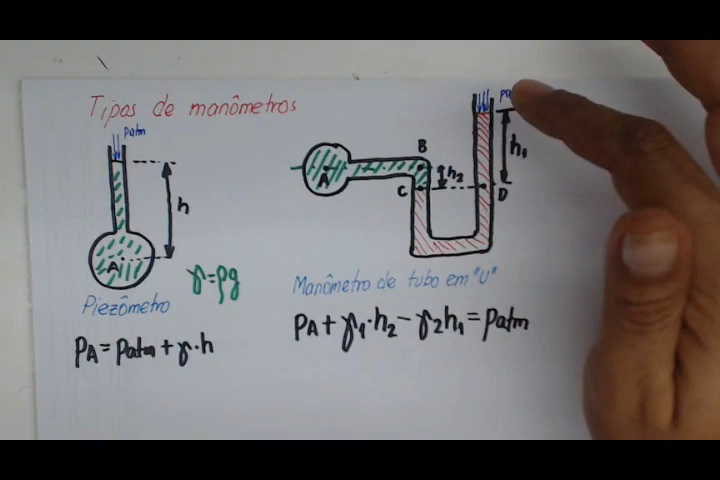 Tipos de manômetros
patm
h
A
γ=ρg
Piezômetro
pA=patm+γ·h
B
A
h2
C
D
h1
Manômetro de tubo em "U"
pA+γ1·h2-γ2h1=patm